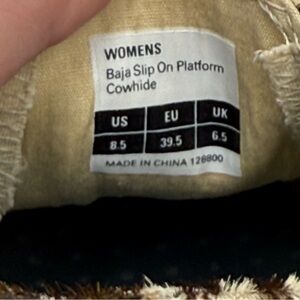 WOMENS
Baja Slip On Platform
Cowhide
US EU UK
8.5 39.5 6.5
MADE IN CHINA 128800